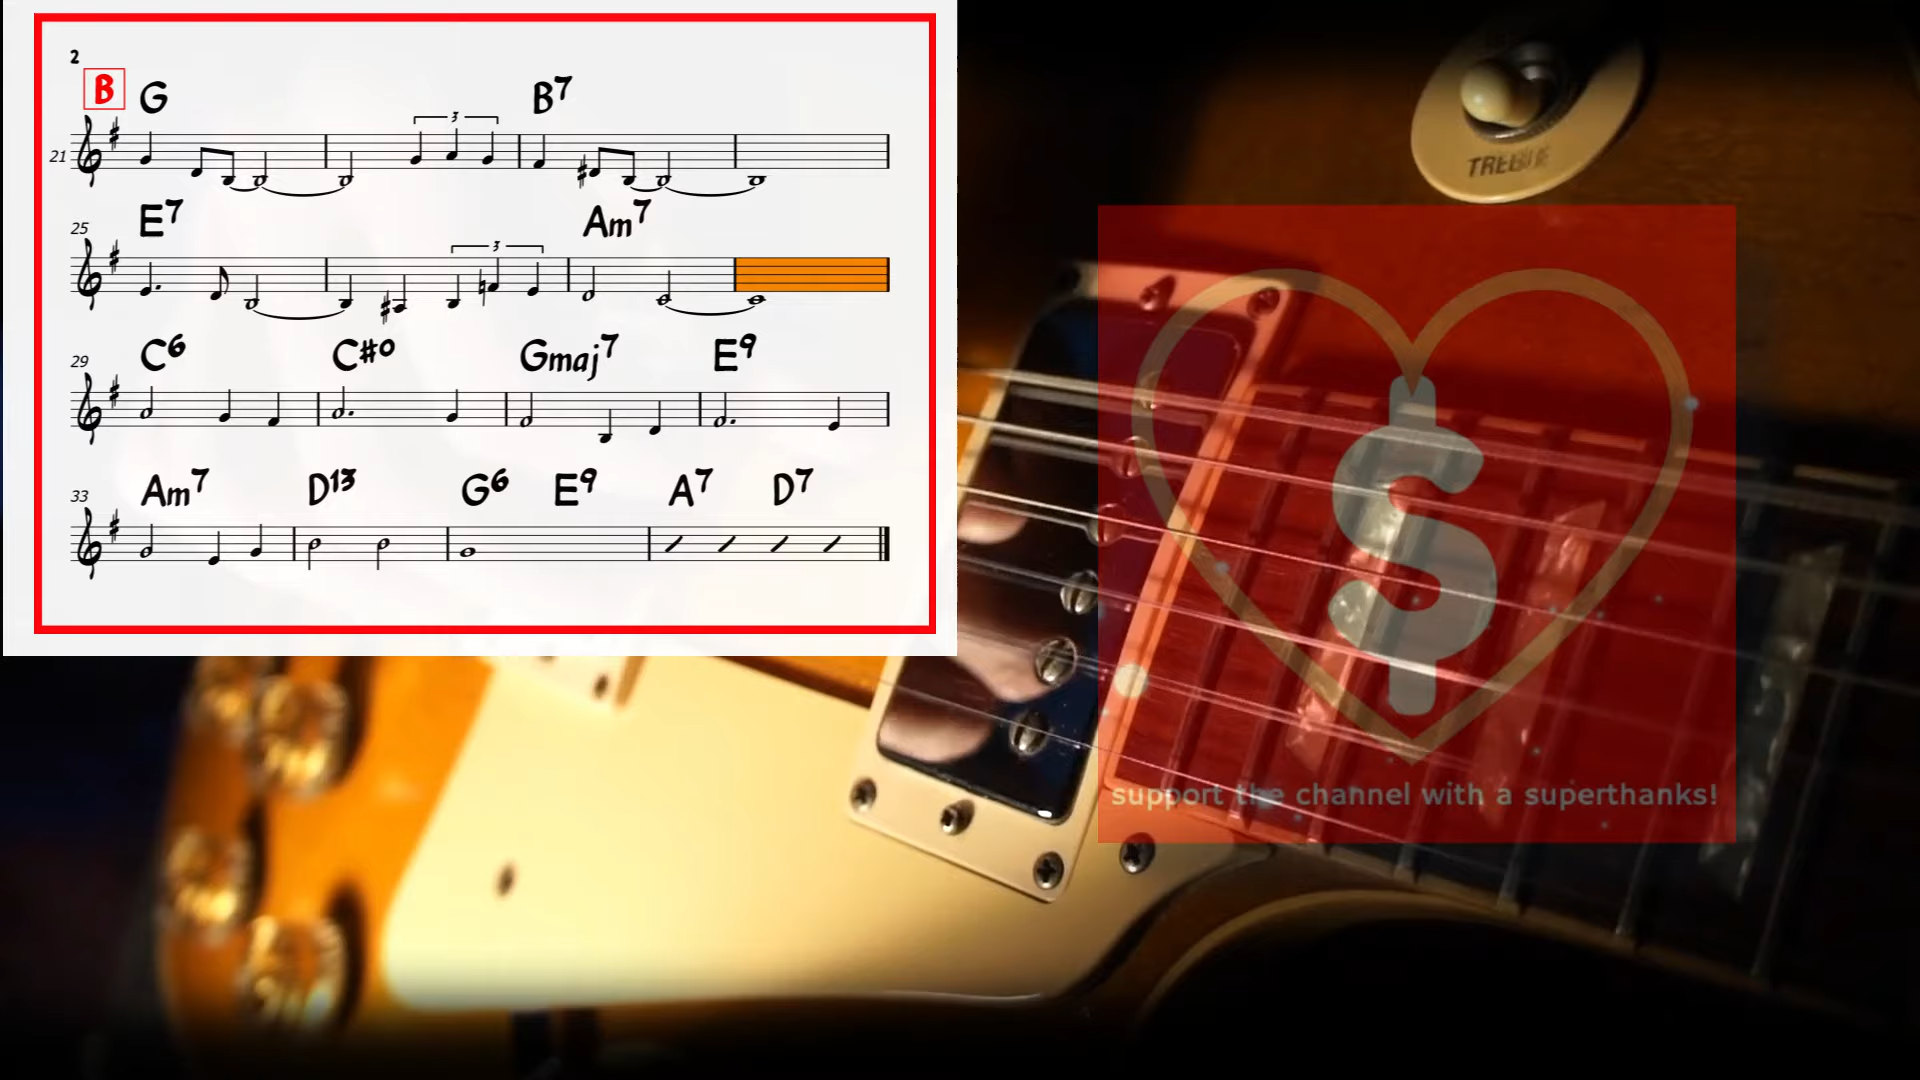 2
B G B7
3
21
E7 Am7
25
3
C6 C#o Gmaj7 E9
29
Am7 D13 G6 E9 A7 D7
33
TREBLE
support the channel with a superthanks!